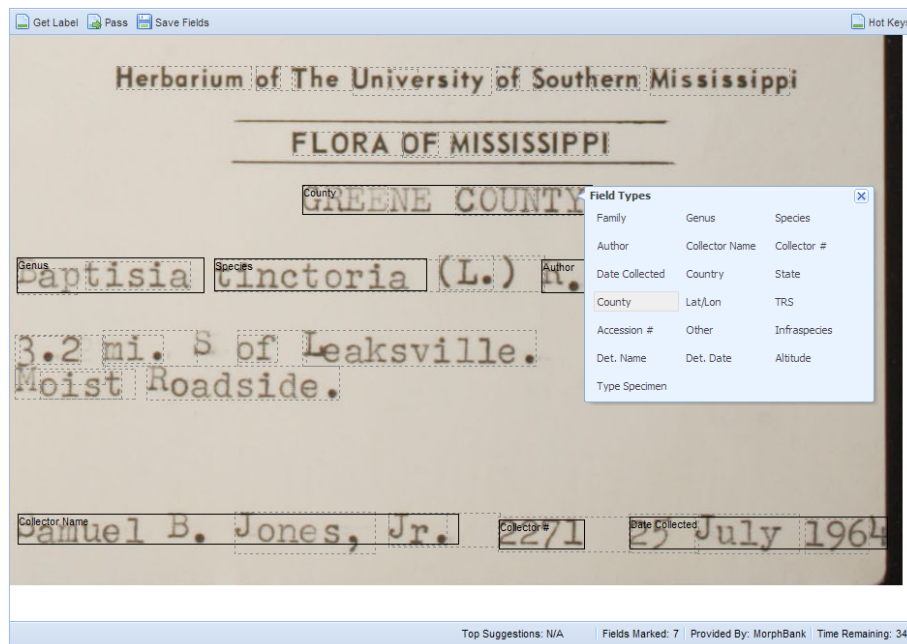 Get Label Pass Save Fields Hot Key
Herbarium of The University of Southern Mississippi
FLORA OF MISSISSIPPI
County
GREENE COUNTY
Field Types
Family Genus Species
Author Collector Name Collector #
Date Collected Country State
County Lat/Lon TRS
Accession # Other Infraspecies
Det. Name Det. Date Altitude
Type Specimen
Genus Species Author
Baptisia tinctoria (L.) R.
3.2 mi. S of Leaksville.
Moist Roadside.
Collector Name Collector # Date Collected
Samuel B. Jones, Jr. 2271 25 July 1964
Top Suggestions: N/A Fields Marked: 7 Provided By: MorphBank Time Remaining: 34